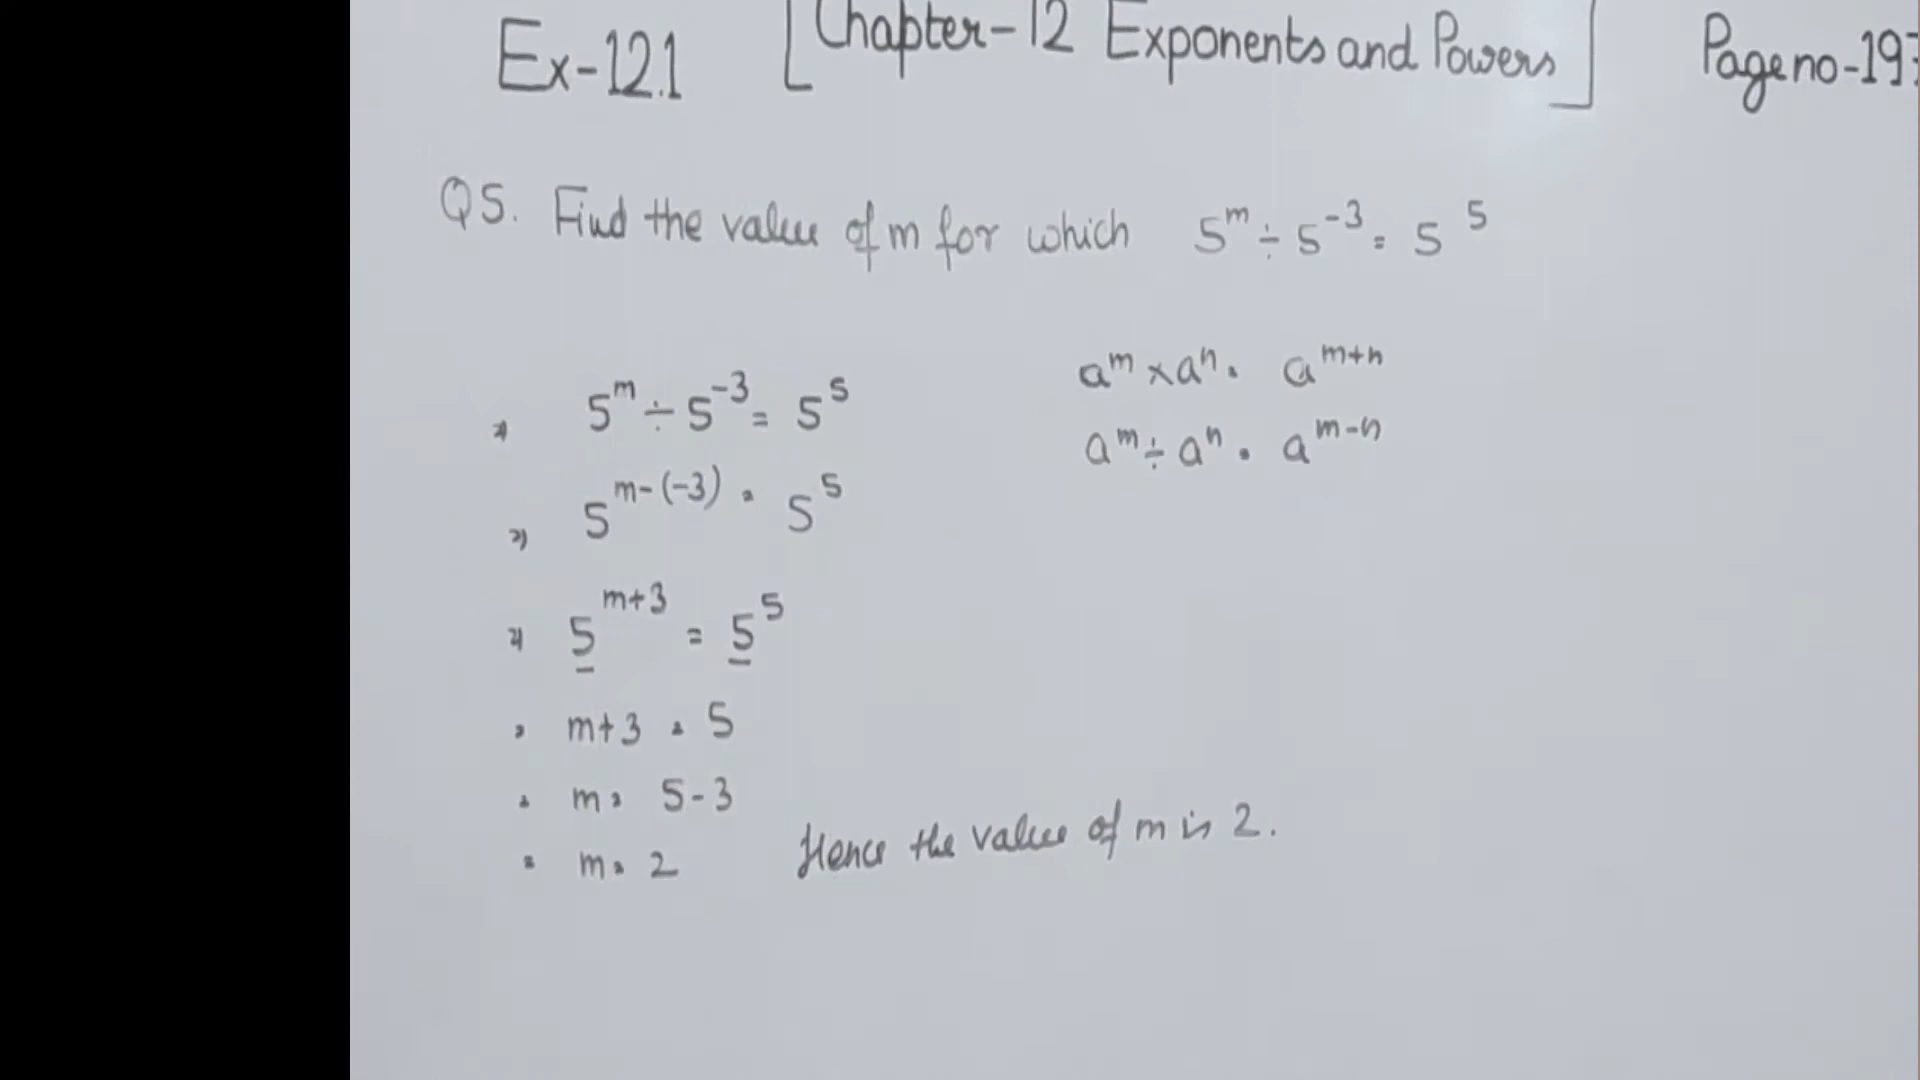 Ex-12.1 [Chapter-12 Exponents and Powers] Page no-197
Q5. Find the value of m for which 5^m ÷ 5^-3 = 5^5
⇒ 5^m ÷ 5^-3 = 5^5
a^m × a^n = a^m+n
a^m ÷ a^n = a^m-n
⇒ 5^m-(-3) = 5^5
⇒ 5^m+3 = 5^5
⇒ m+3 = 5
= m = 5-3
= m = 2 Hence the value of m is 2.